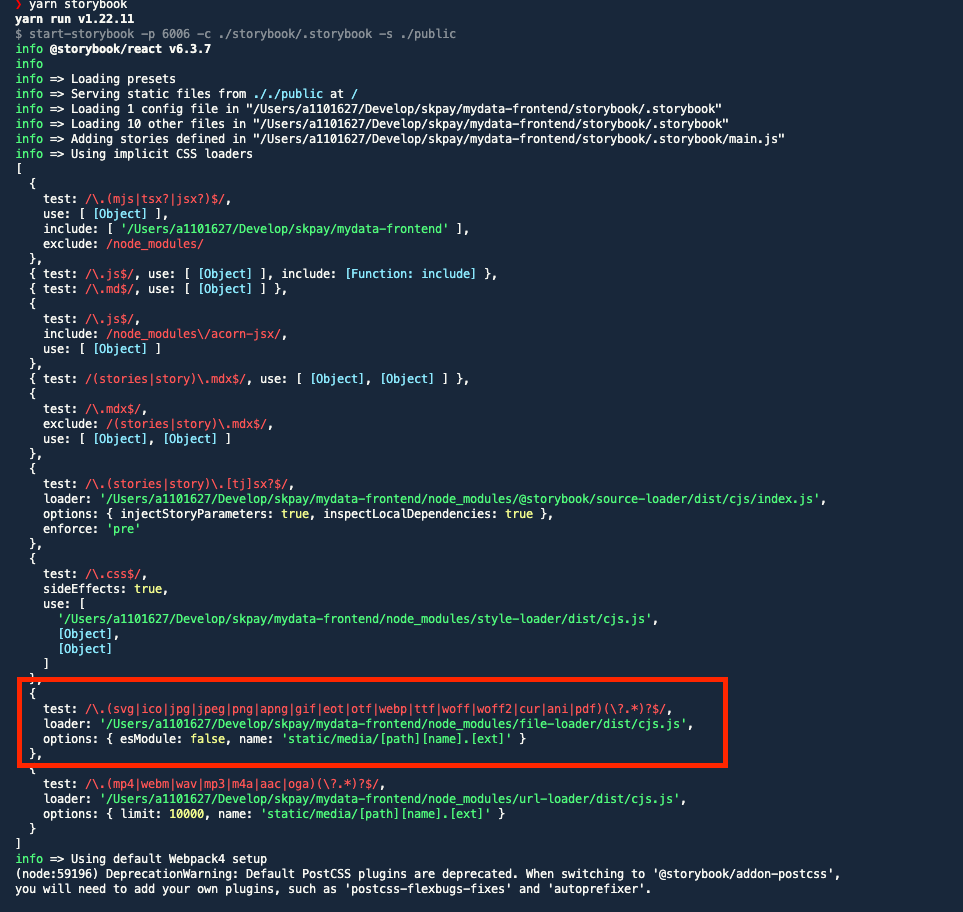 ❯ yarn storybook
yarn run v1.22.11
$ start-storybook -p 6006 -c ./storybook/.storybook -s ./public
info @storybook/react v6.3.7
info
info => Loading presets
info => Serving static files from ././public at /
info => Loading 1 config file in "/Users/a1101627/Develop/skpay/mydata-frontend/storybook/.storybook"
info => Loading 10 other files in "/Users/a1101627/Develop/skpay/mydata-frontend/storybook/.storybook"
info => Adding stories defined in "/Users/a1101627/Develop/skpay/mydata-frontend/storybook/.storybook/main.js"
info => Using implicit CSS loaders
[
  {
    test: /\.(mjs|tsx?|jsx?)$/,
    use: [ [Object] ],
    include: [ '/Users/a1101627/Develop/skpay/mydata-frontend' ],
    exclude: /node_modules/
  },
  { test: /\.js$/, use: [ [Object] ], include: [Function: include] },
  { test: /\.md$/, use: [ [Object] ] },
  {
    test: /\.js$/,
    include: /node_modules\/acorn-jsx/,
    use: [ [Object] ]
  },
  { test: /(stories|story)\.mdx$/, use: [ [Object], [Object] ] },
  {
    test: /\.mdx$/,
    exclude: /(stories|story)\.mdx$/,
    use: [ [Object], [Object] ]
  },
  {
    test: /\.(stories|story)\.[tj]sx?$/,
    loader: '/Users/a1101627/Develop/skpay/mydata-frontend/node_modules/@storybook/source-loader/dist/cjs/index.js',
    options: { injectStoryParameters: true, inspectLocalDependencies: true },
    enforce: 'pre'
  },
  {
    test: /\.css$/,
    sideEffects: true,
    use: [
      '/Users/a1101627/Develop/skpay/mydata-frontend/node_modules/style-loader/dist/cjs.js',
      [Object],
      [Object]
    ]
  },
  {
    test: /\.(svg|ico|jpg|jpeg|png|apng|gif|eot|otf|webp|ttf|woff|woff2|cur|ani|pdf)(\?.*)?$/,
    loader: '/Users/a1101627/Develop/skpay/mydata-frontend/node_modules/file-loader/dist/cjs.js',
    options: { esModule: false, name: 'static/media/[path][name].[ext]' }
  },
  {
    test: /\.(mp4|webm|wav|mp3|m4a|aac|oga)(\?.*)?$/,
    loader: '/Users/a1101627/Develop/skpay/mydata-frontend/node_modules/url-loader/dist/cjs.js',
    options: { limit: 10000, name: 'static/media/[path][name].[ext]' }
  }
]
info => Using default Webpack4 setup
(node:59196) DeprecationWarning: Default PostCSS plugins are deprecated. When switching to '@storybook/addon-postcss',
you will need to add your own plugins, such as 'postcss-flexbugs-fixes' and 'autoprefixer'.